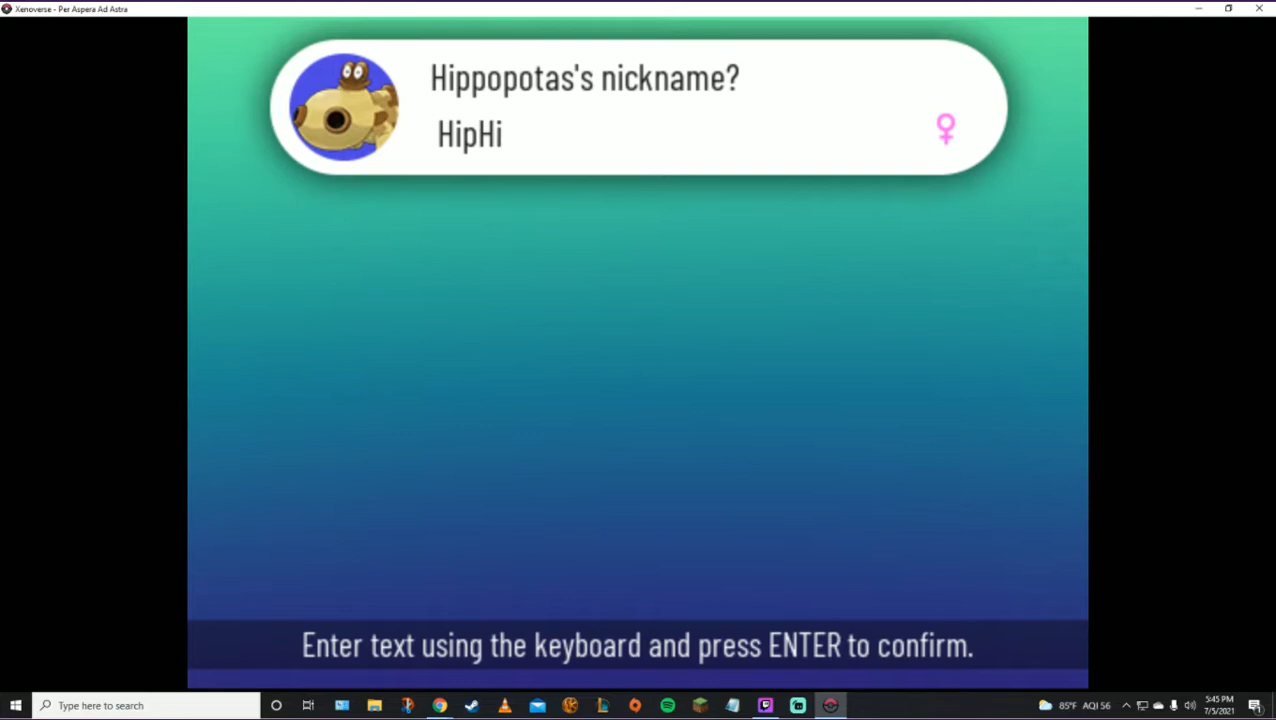 Xenoverse - Per Aspera Ad Astra
Hippopotas's nickname?
HipHi
♀
Enter text using the keyboard and press ENTER to confirm.
Type here to search
85°F AQI 56
5:45 PM
7/5/2021